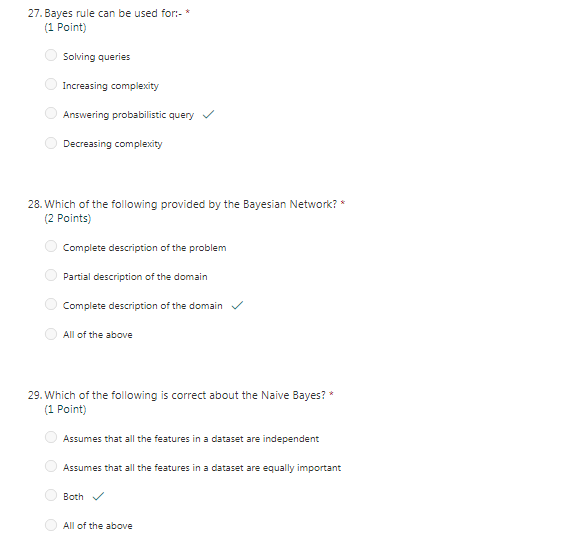 27. Bayes rule can be used for:- *
(1 Point)
Solving queries
Increasing complexity
Answering probabilistic query
Decreasing complexity
28. Which of the following provided by the Bayesian Network? *
(2 Points)
Complete description of the problem
Partial description of the domain
Complete description of the domain
All of the above
29. Which of the following is correct about the Naive Bayes? *
(1 Point)
Assumes that all the features in a dataset are independent
Assumes that all the features in a dataset are equally important
Both
All of the above